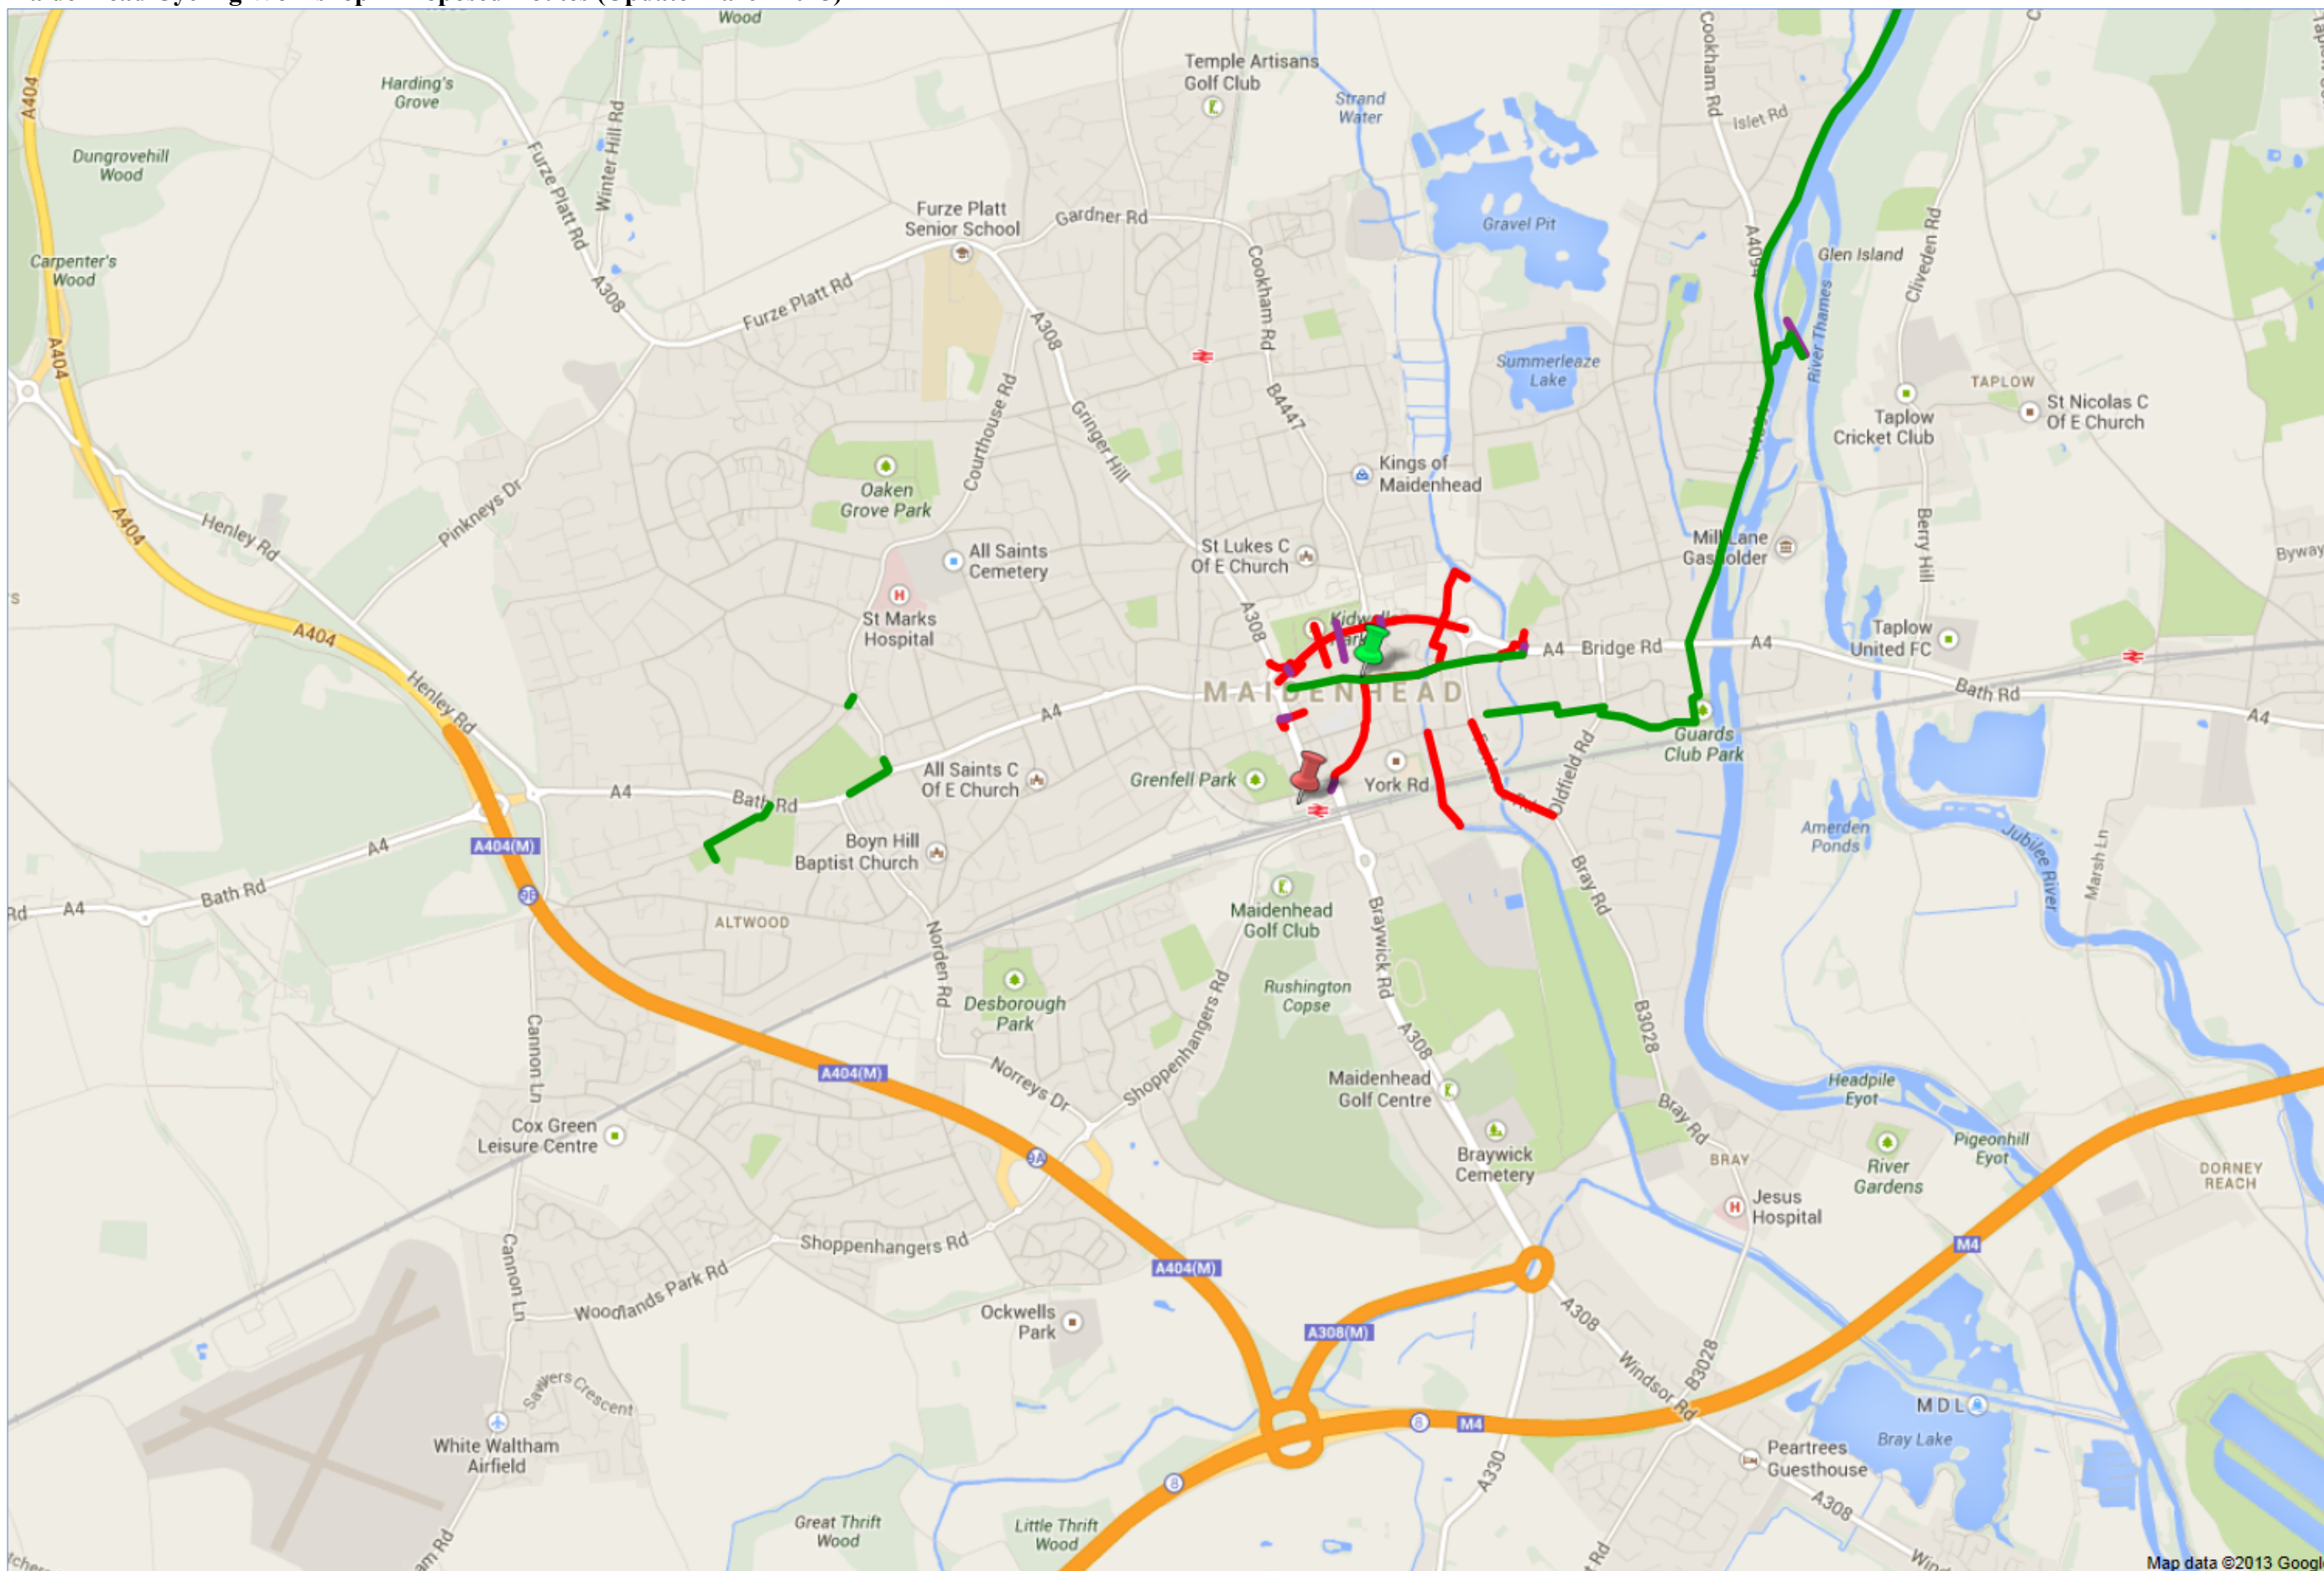 Wood
Harding's
Grove
A404
Dungrovehill
Wood
Furze Platt Rd
Winter Hill Rd
Temple Artisans
Golf Club
Strand
Water
Cookham Rd
Islet Rd
Furze Platt
Senior School
Gardner Rd
Gravel Pit
Carpenter's
Wood
A308
Furze Platt Rd
Cookham Rd
A4094
Glen Island
Cliveden Rd
River Thames
A404
A308
Summerleaze
Lake
TAPLOW
St Nicolas C
Of E Church
Taplow
Cricket Club
Courthouse Rd
Gringer Hill
B4447
Oaken
Grove Park
Kings of
Maidenhead
Henley Rd
Pinkneys Dr
A404
All Saints
Cemetery
St Lukes C
Of E Church
Mill Lane
Gasholder
Berry Hill
Byway
St Marks
Hospital
A308
A404
A4
Bridge Rd
A4
Taplow
United FC
MAIDENHEAD
Bath Rd
A4
Henley Rd
A4
Guards
Club Park
All Saints C
Of E Church
Grenfell Park
York Rd
Oldfield Rd
A4
Bath Rd
A404(M)
A4
Boyn Hill
Baptist Church
Amerden
Ponds
Jubilee River
Marsh Ln
Bath Rd
Rd
A4
9B
ALTWOOD
Maidenhead
Golf Club
Bray Rd
Norden Rd
Braywick Rd
Desborough
Park
Rushington
Copse
Shoppenhangers Rd
B3028
A308
Cannon Ln
A404(M)
Norreys Dr
Maidenhead
Golf Centre
Headpile
Eyot
Bray Rd
Cox Green
Leisure Centre
9A
Braywick
Cemetery
BRAY
River
Gardens
Pigeonhill
Eyot
DORNEY
REACH
Jesus
Hospital
Shoppenhangers Rd
Cannon Ln
A404(M)
M4
Woodlands Park Rd
Ockwells
Park
A308(M)
A308
Windsor Rd
B3028
Sawyers Crescent
White Waltham
Airfield
8
M4
MDL
Bray Lake
Peartrees
Guesthouse
A330
8
A308
Great Thrift
Wood
Little Thrift
Wood
Map data ©2013 Google